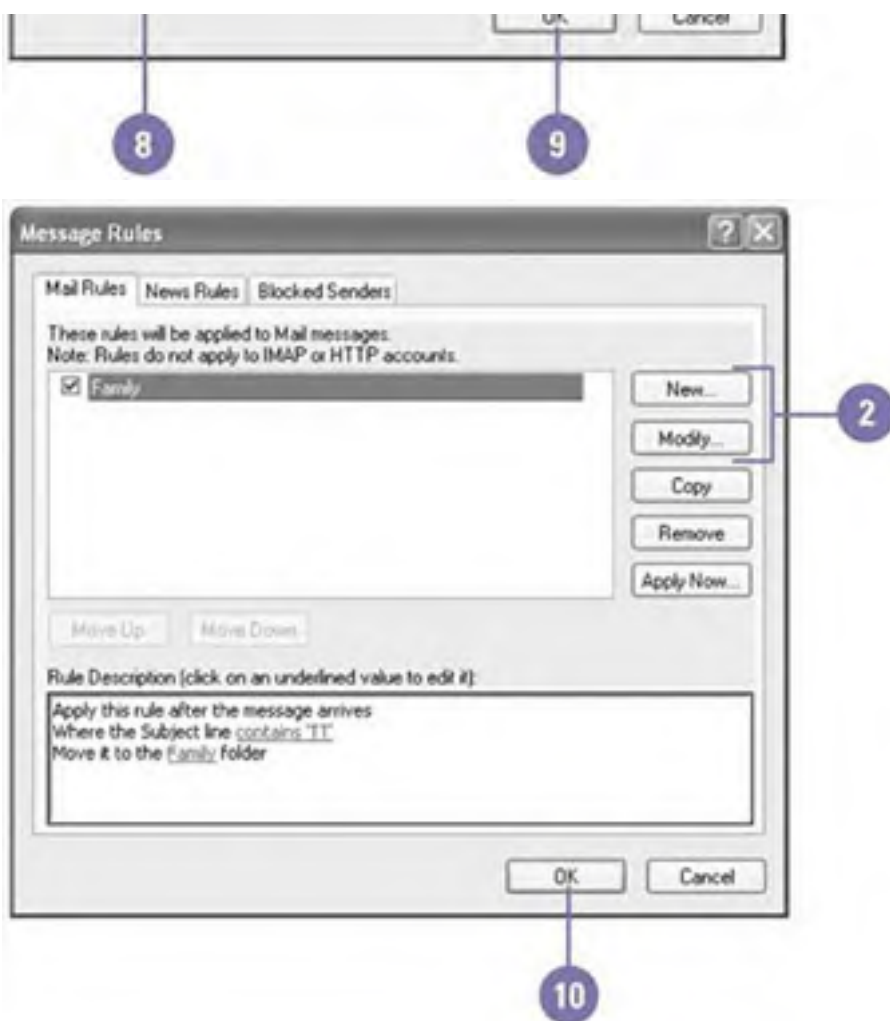 OK
Cancel
8
9
Message Rules
Mail Rules News Rules Blocked Senders
These rules will be applied to Mail messages.
Note: Rules do not apply to IMAP or HTTP accounts.
Family
New...
Modify...
2
Copy
Remove
Apply Now...
Move Up Move Down
Rule Description (click on an underlined value to edit it):
Apply this rule after the message arrives
Where the Subject line contains
Move it to the Family folder
OK Cancel
10